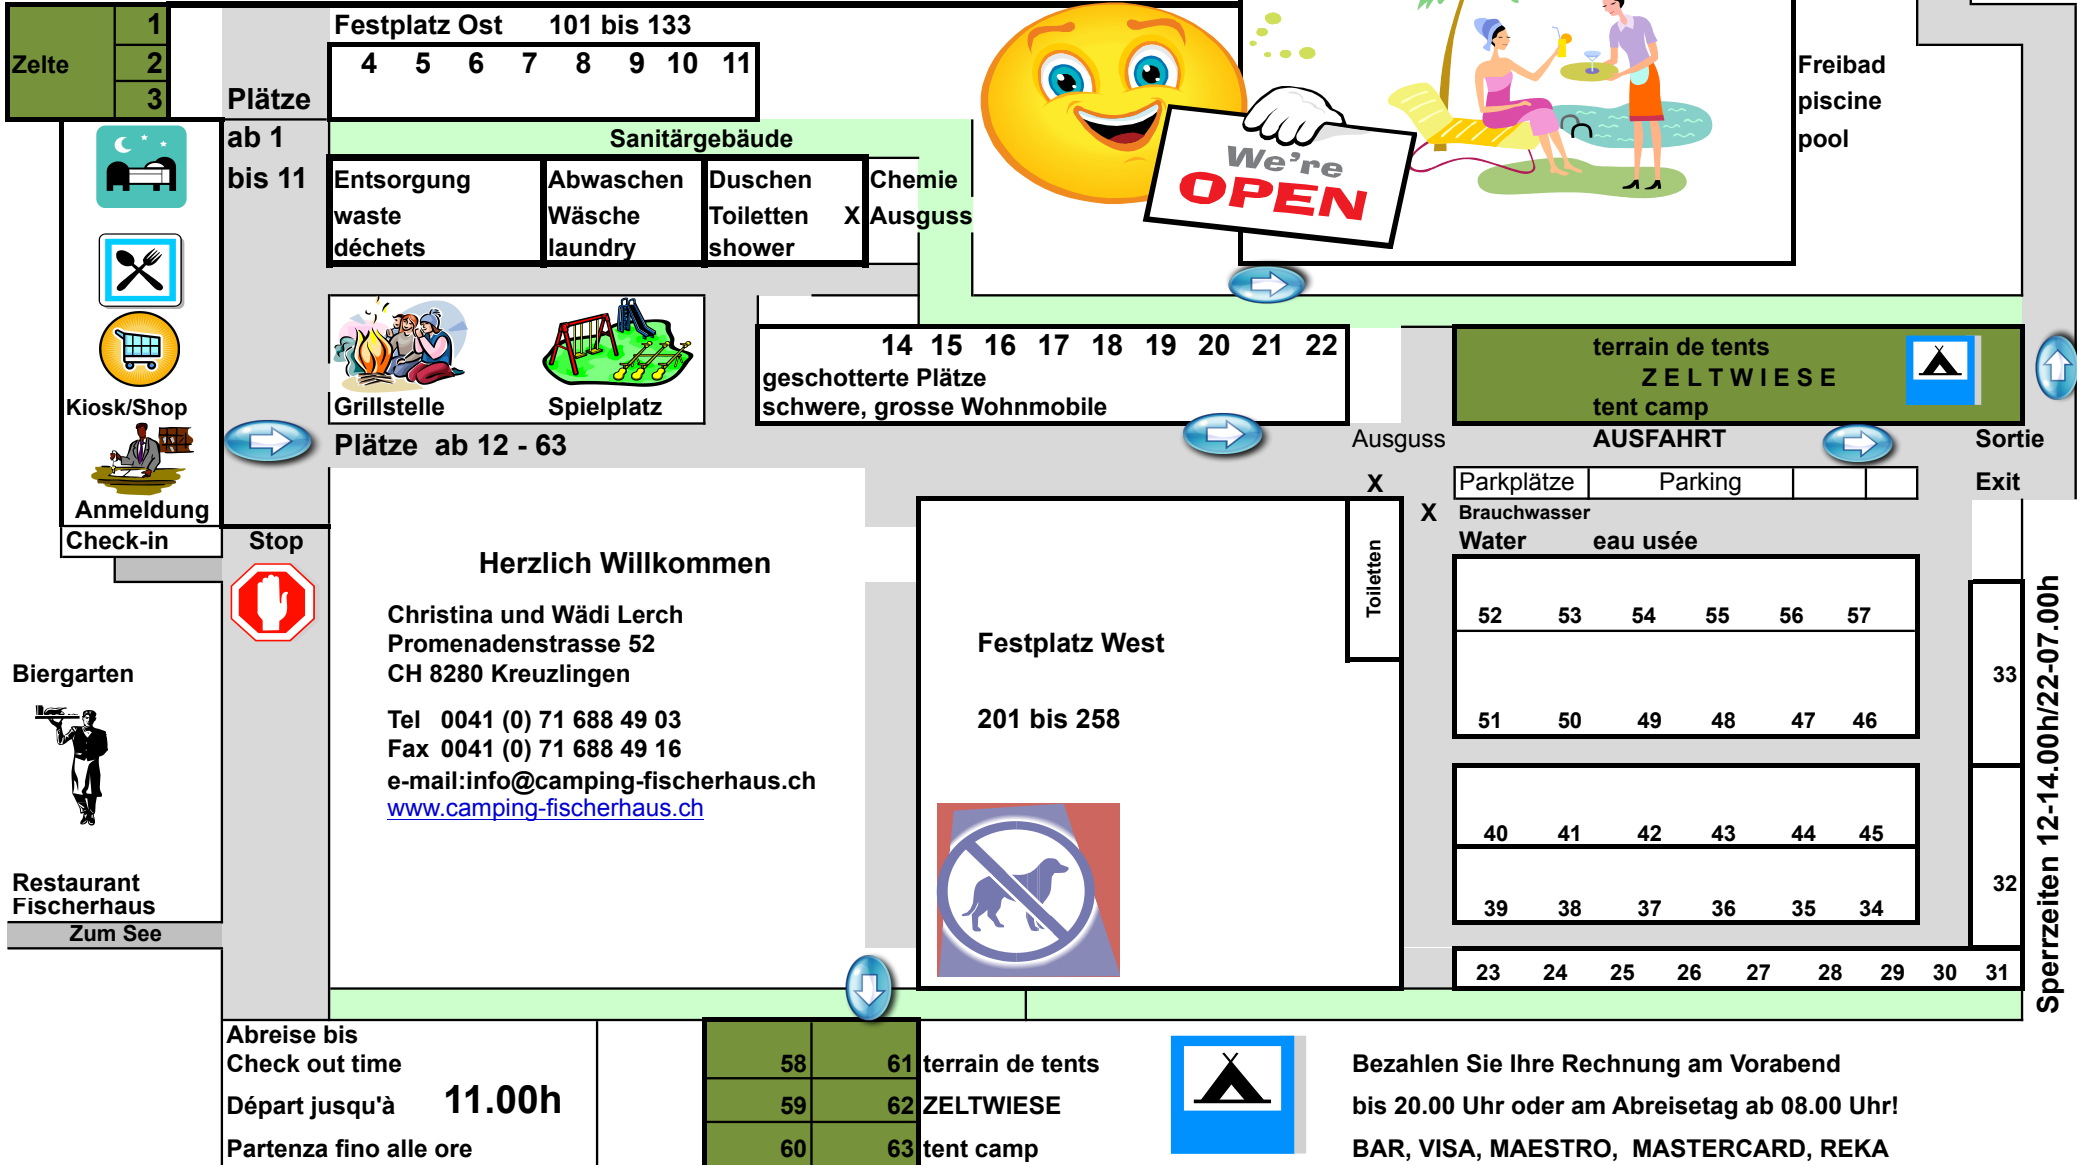 Zelte
1
2
3
Festplatz Ost 101 bis 133
4 5 6 7 8 9 10 11
Plätze
ab 1
bis 11
Sanitärgebäude
Entsorgung
waste
déchets
Abwaschen
Wäsche
laundry
Duschen
Toiletten X
shower
Chemie
Ausguss
We're
OPEN
Freibad
piscine
pool
Kiosk/Shop
Anmeldung
Check-in
Grillstelle
Spielplatz
14 15 16 17 18 19 20 21 22
geschotterte Plätze
schwere, grosse Wohnmobile
terrain de tents
ZELTWIESE
tent camp
Plätze ab 12 - 63
Ausguss
X
AUSFAHRT
Sortie
Exit
Parkplätze Parking
X
Brauchwasser
Water eau usée
Stop
Herzlich Willkommen
Christina und Wädi Lerch
Promenadenstrasse 52
CH 8280 Kreuzlingen
Tel 0041 (0) 71 688 49 03
Fax 0041 (0) 71 688 49 16
e-mail:info@camping-fischerhaus.ch
www.camping-fischerhaus.ch
Toiletten
Festplatz West
201 bis 258
52 53 54 55 56 57
51 50 49 48 47 46
40 41 42 43 44 45
39 38 37 36 35 34
33
32
23 24 25 26 27 28 29 30 31
Sperrzeiten 12-14.00h/22-07.00h
Biergarten
Restaurant
Fischerhaus
Zum See
Abreise bis
Check out time
Départ jusqu'à 11.00h
Partenza fino alle ore
58 61 terrain de tents
59 62 ZELTWIESE
60 63 tent camp
Bezahlen Sie Ihre Rechnung am Vorabend
bis 20.00 Uhr oder am Abreisetag ab 08.00 Uhr!
BAR, VISA, MAESTRO, MASTERCARD, REKA